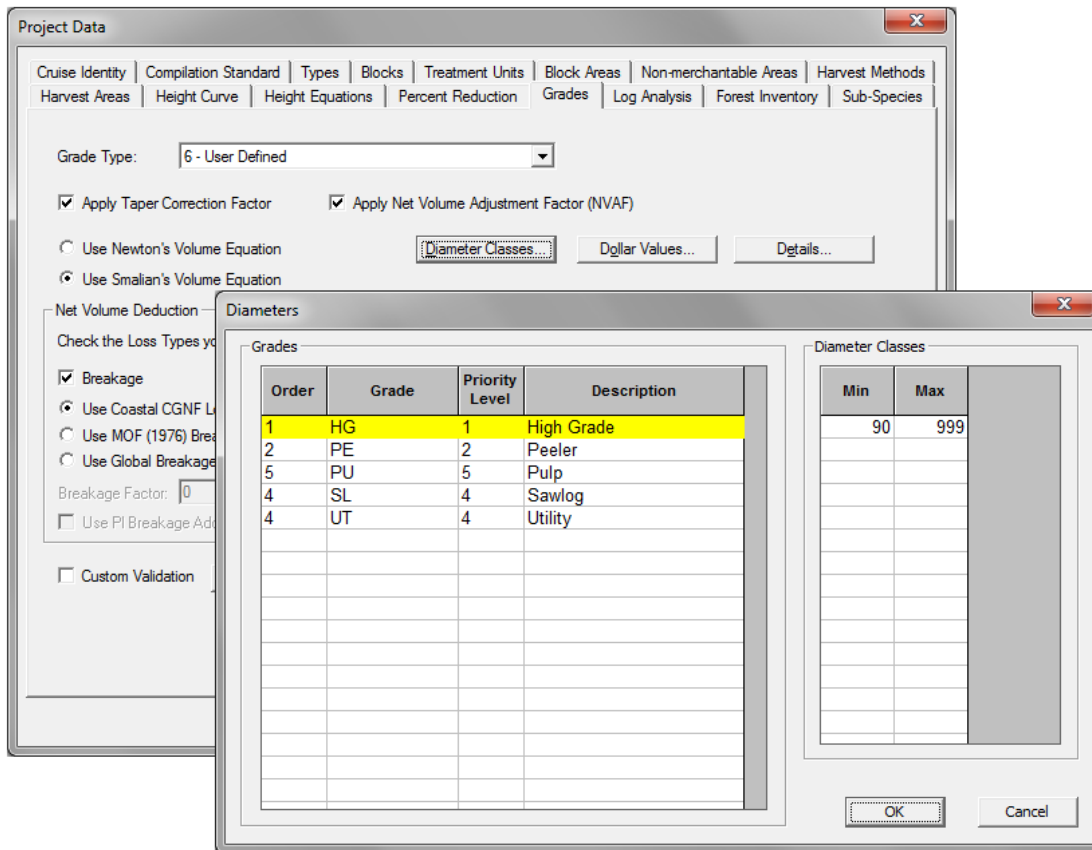 Project Data
Cruise Identity Compilation Standard Types Blocks Treatment Units Block Areas Non-merchantable Areas Harvest Methods
Harvest Areas Height Curve Height Equations Percent Reduction Grades Log Analysis Forest Inventory Sub-Species
Grade Type: 6 - User Defined
Apply Taper Correction Factor Apply Net Volume Adjustment Factor (NVAF)
Use Newton's Volume Equation Diameter Classes... Dollar Values... Details...
Use Smalian's Volume Equation
Net Volume Deduction
Check the Loss Types
Breakage
Use Coastal CGNF
Use MOF (1976)
Use Global Breakage
Breakage Factor: 0
Use PI Breakage
Custom Validation
Diameters
Grades Diameter Classes
Order Grade Priority Level Description Min Max
1 HG 1 High Grade 90 999
2 PE 2 Peeler
5 PU 5 Pulp
4 SL 4 Sawlog
4 UT 4 Utility
OK Cancel